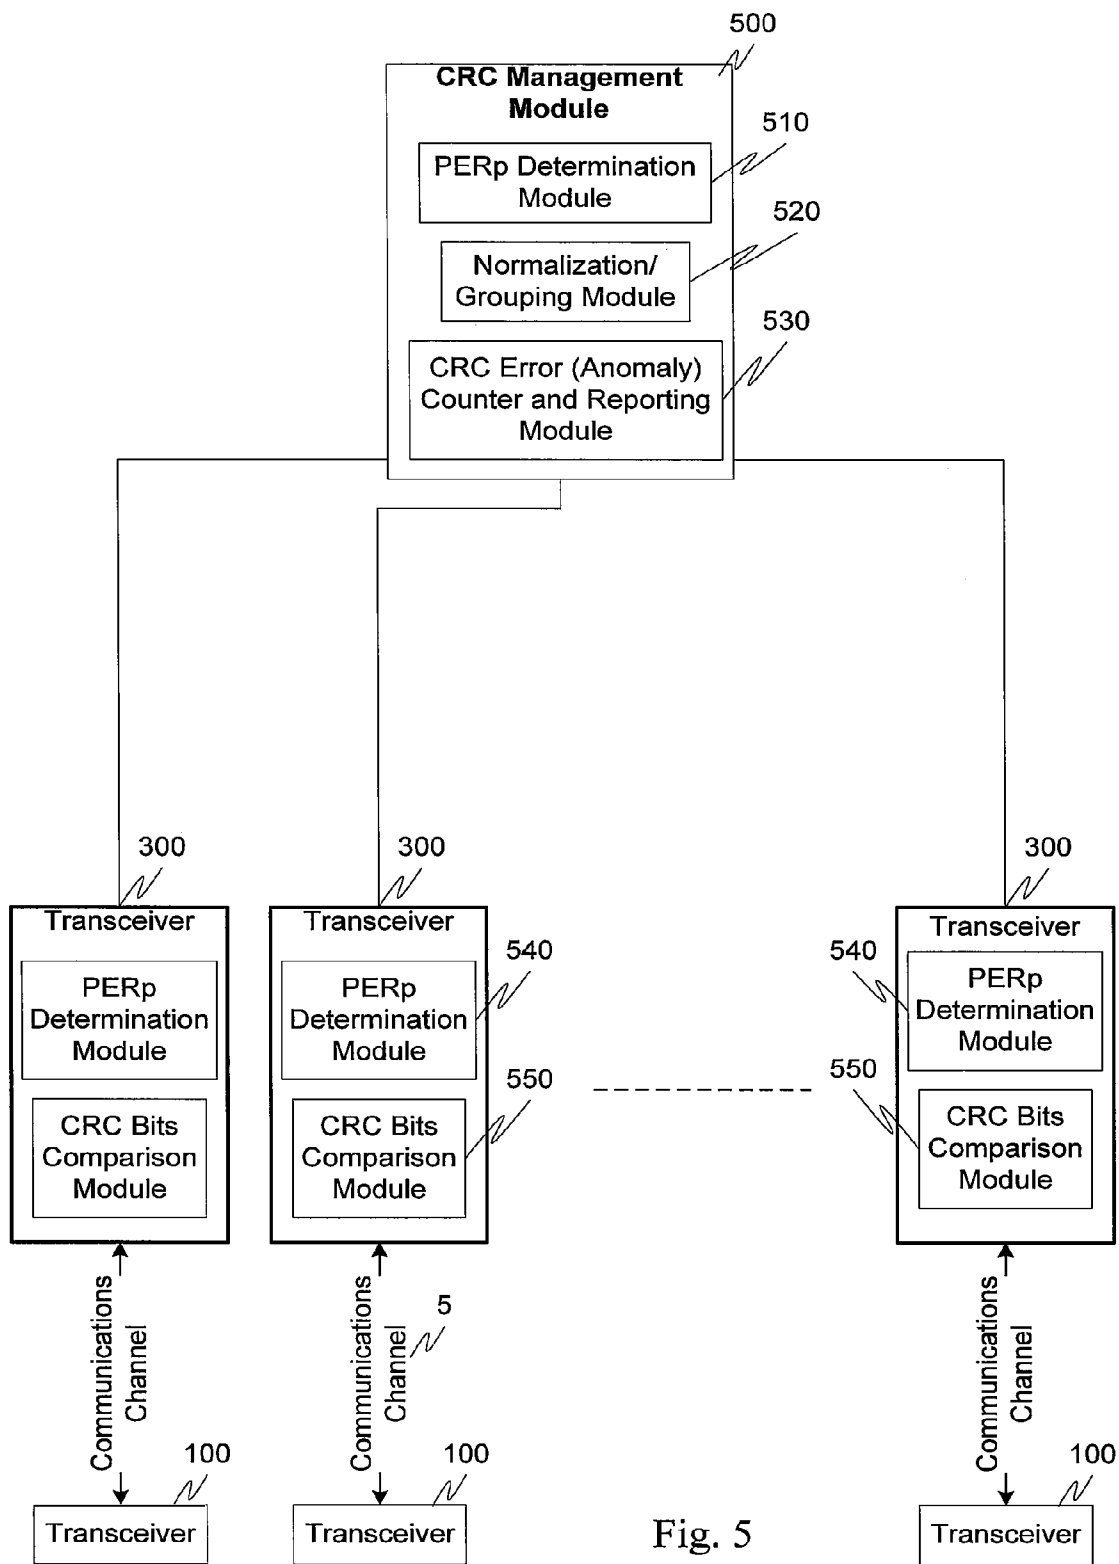 500
CRC Management
Module
510
PERp Determination
Module
520
Normalization/
Grouping Module
530
CRC Error (Anomaly)
Counter and Reporting
Module
300
Transceiver
PERp
Determination
Module
CRC Bits
Comparison
Module
300
Transceiver
540
PERp
Determination
Module
550
CRC Bits
Comparison
Module
300
Transceiver
540
PERp
Determination
Module
550
CRC Bits
Comparison
Module
Communications
Channel
Communications
Channel
5
Communications
Channel
100
Transceiver
100
Transceiver
100
Transceiver
Fig. 5